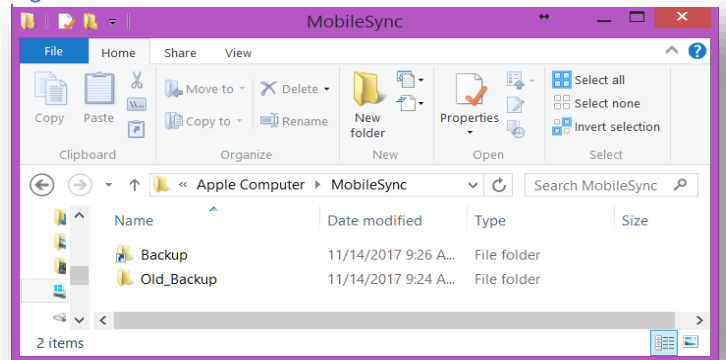 MobileSync
File Home Share View
Copy Paste Move to Copy to Delete Rename New folder Properties Select all Select none Invert selection
Clipboard Organize New Open Select
« Apple Computer MobileSync Search MobileSync
Name Date modified Type Size
Backup 11/14/2017 9:26 A... File folder
Old_Backup 11/14/2017 9:24 A... File folder
2 items